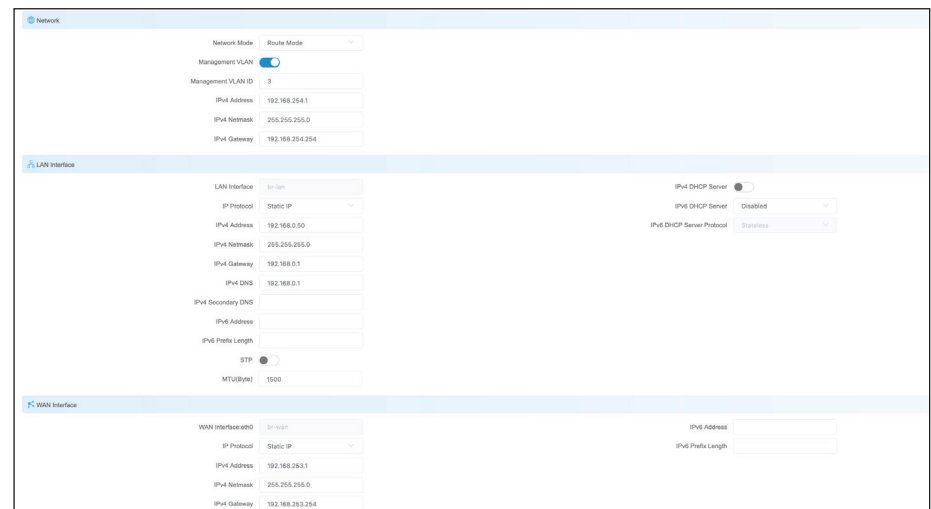 Network
Network Mode Route Mode
Management VLAN
Management VLAN ID 3
IPv4 Address 192.168.254.1
IPv4 Netmask 255.255.255.0
IPv4 Gateway 192.168.254.254
LAN Interface
LAN Interface br-lan IPv4 DHCP Server
IP Protocol Static IP IPv6 DHCP Server Disabled
IPv4 Address 192.168.0.50 IPv6 DHCP Server Protocol Stateless
IPv4 Netmask 255.255.255.0
IPv4 Gateway 192.168.0.1
IPv4 DNS 192.168.0.1
IPv4 Secondary DNS
IPv6 Address
IPv6 Prefix Length
STP
MTU(Byte) 1500
WAN Interface
WAN Interface:eth0 br-wan IPv6 Address
IP Protocol Static IP IPv6 Prefix Length
IPv4 Address 192.168.253.1
IPv4 Netmask 255.255.255.0
IPv4 Gateway 192.168.253.254